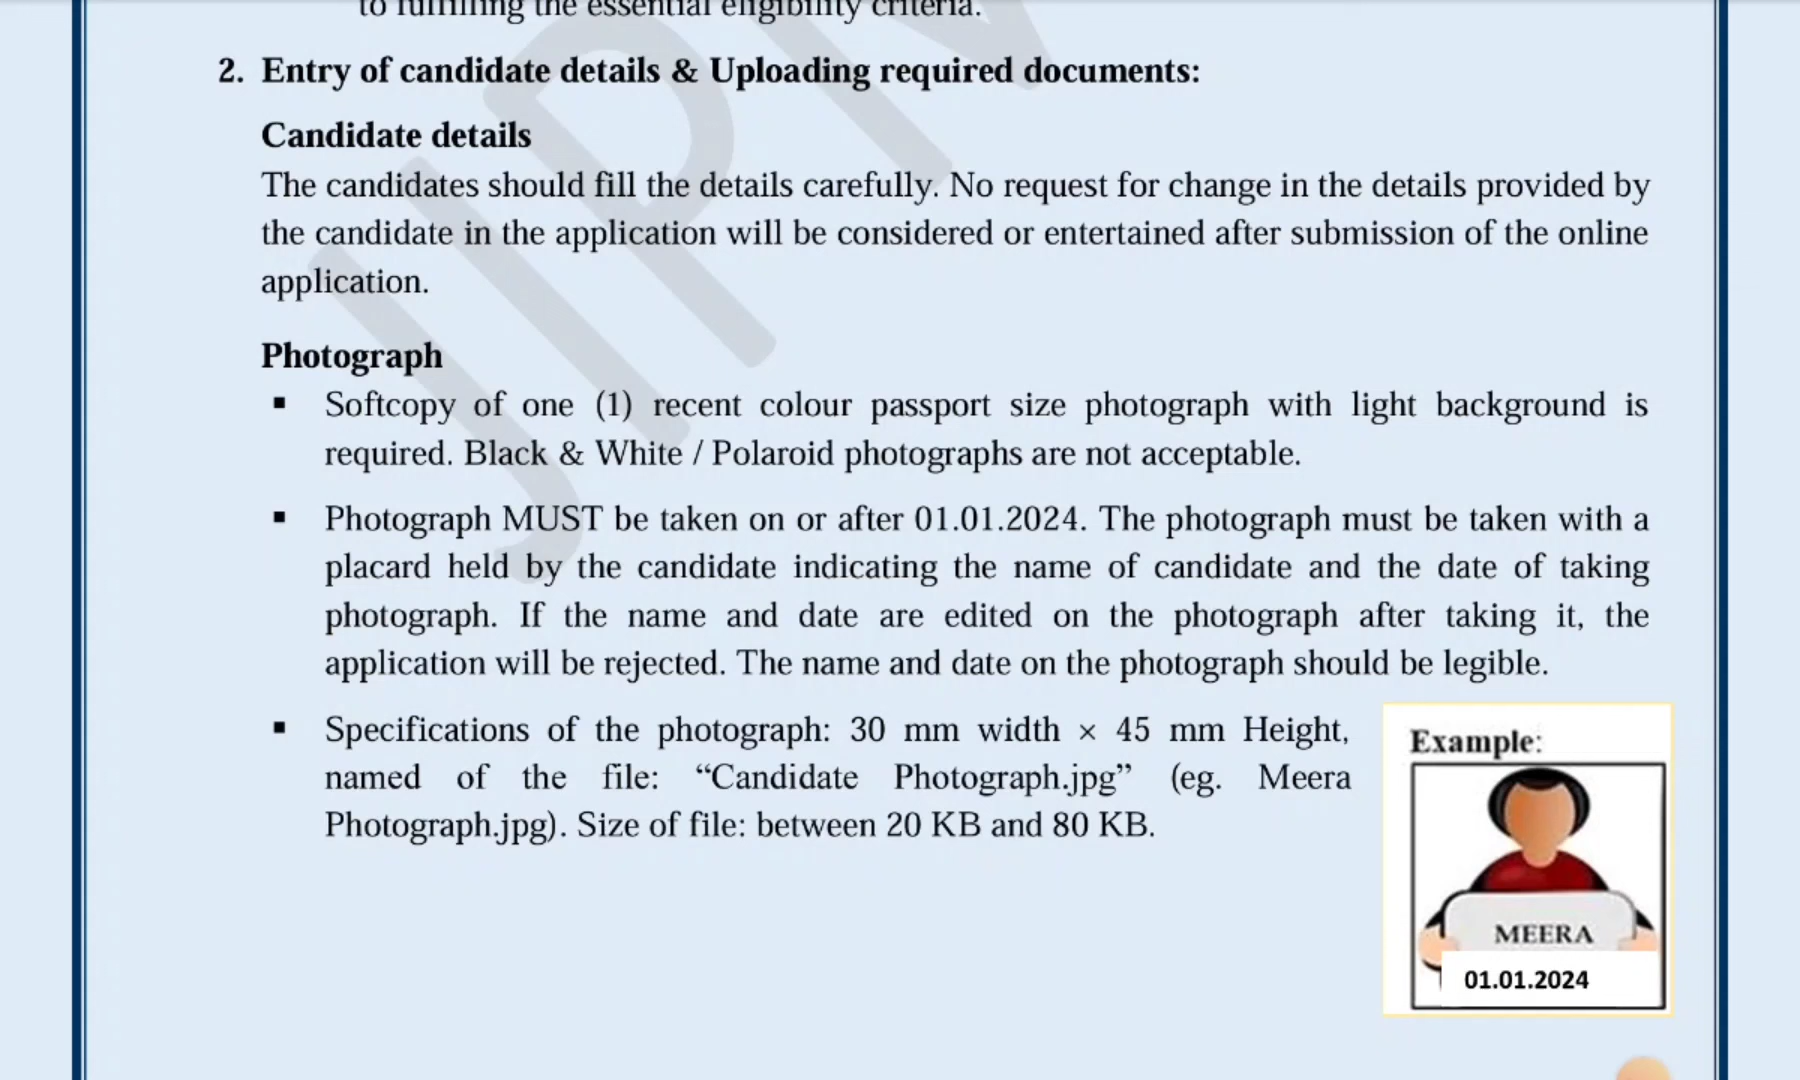 to fulfilling the essential eligibility criteria.
2. Entry of candidate details & Uploading required documents:
Candidate details
The candidates should fill the details carefully. No request for change in the details provided by
the candidate in the application will be considered or entertained after submission of the online
application.
Photograph
▪ Softcopy of one (1) recent colour passport size photograph with light background is
required. Black & White / Polaroid photographs are not acceptable.
▪ Photograph MUST be taken on or after 01.01.2024. The photograph must be taken with a
placard held by the candidate indicating the name of candidate and the date of taking
photograph. If the name and date are edited on the photograph after taking it, the
application will be rejected. The name and date on the photograph should be legible.
▪ Specifications of the photograph: 30 mm width × 45 mm Height,
named of the file: “Candidate Photograph.jpg” (eg. Meera
Photograph.jpg). Size of file: between 20 KB and 80 KB.
Example:
MEERA
01.01.2024